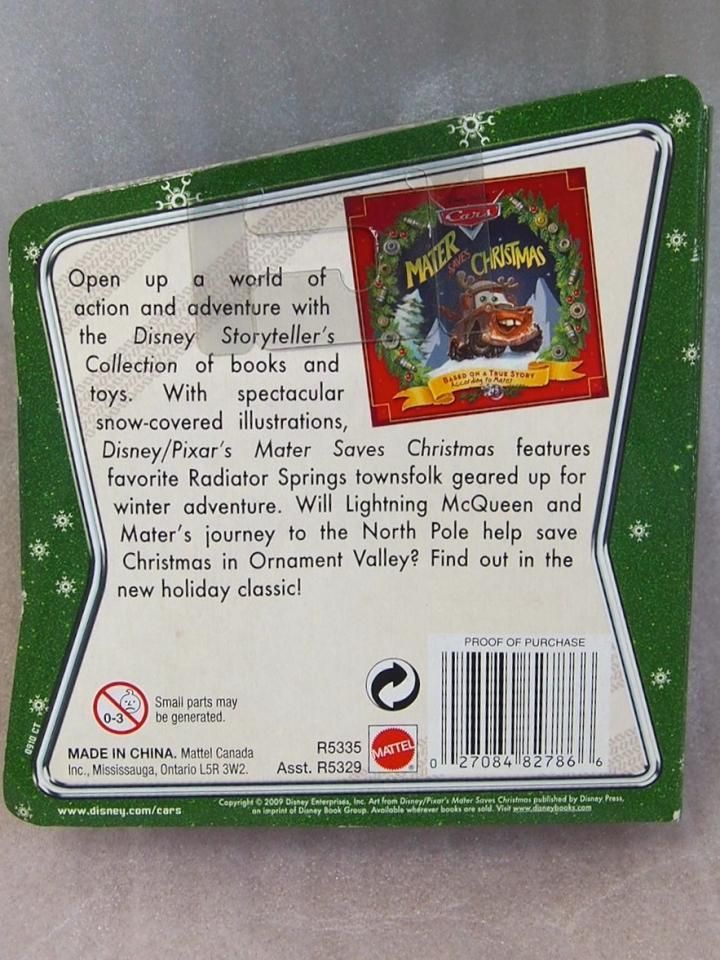 Cars
MATER
SAVES
CHRISTMAS
BASED ON A TRUE STORY
According to Mater
Open up a world of
action and adventure with
the Disney Storyteller's
Collection of books and
toys. With spectacular
snow-covered illustrations,
Disney/Pixar's Mater Saves Christmas features
favorite Radiator Springs townsfolk geared up for
winter adventure. Will Lightning McQueen and
Mater's journey to the North Pole help save
Christmas in Ornament Valley? Find out in the
new holiday classic!
PROOF OF PURCHASE
0-3
Small parts may
be generated.
MADE IN CHINA. Mattel Canada
Inc., Mississauga, Ontario L5R 3W2.
R5335
Asst. R5329
MATTEL
0 27084 82786 6
0910 CT
www.disney.com/cars
Copyright © 2009 Disney Enterprises, Inc. Art from Disney/Pixar's Mater Saves Christmas published by Disney Press,
an imprint of Disney Book Group. Available wherever books are sold. Visit www.disneybooks.com